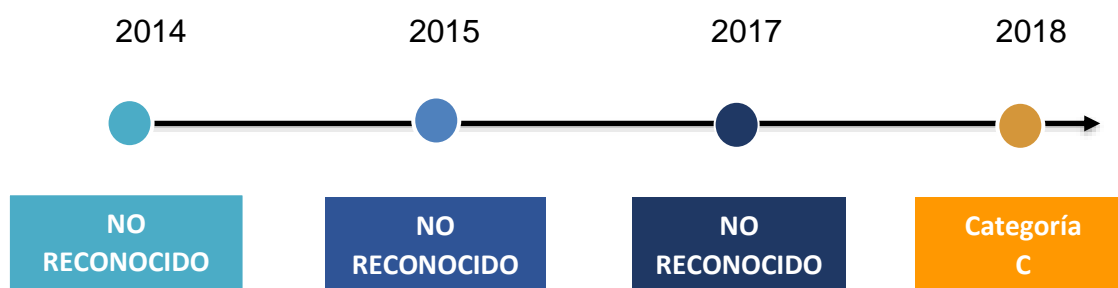 2014 2015 2017 2018
NO
RECONOCIDO
NO
RECONOCIDO
NO
RECONOCIDO
Categoría
C